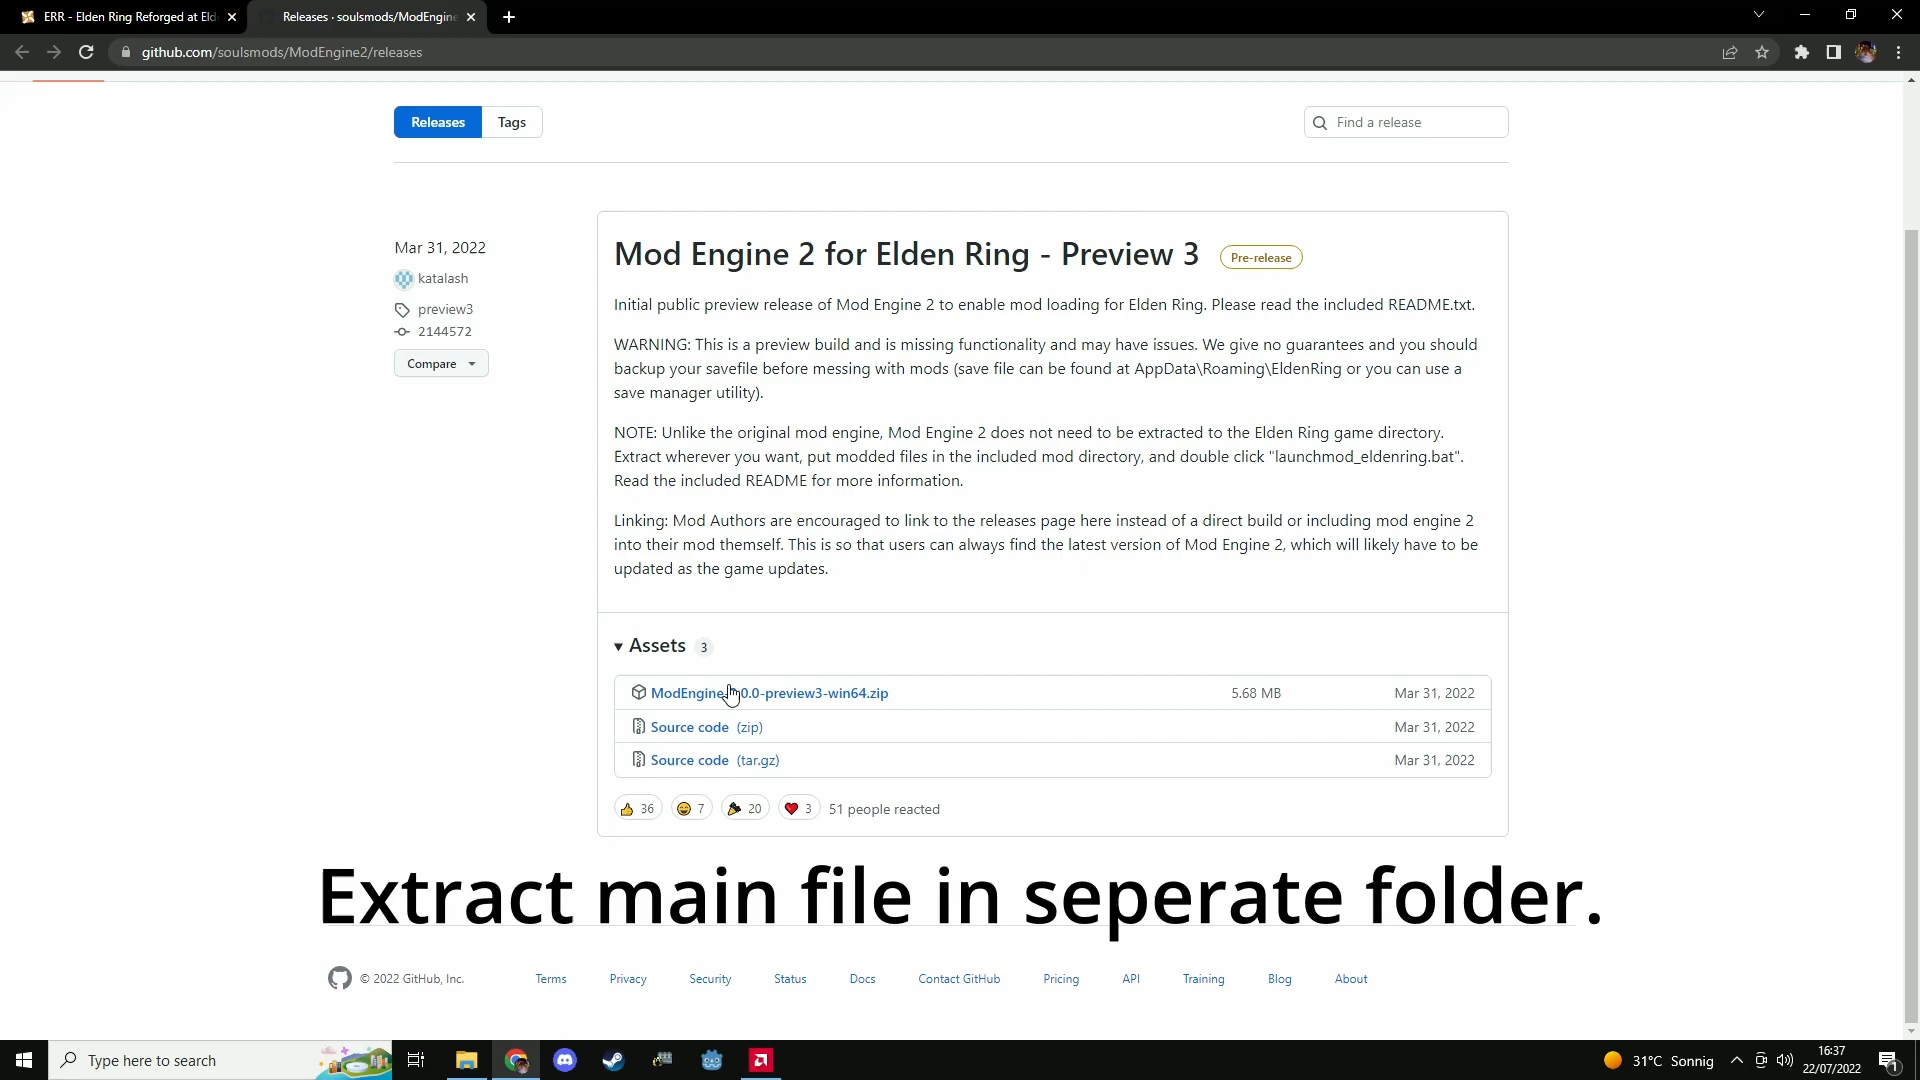 ERR - Elden Ring Reforged at Eld
Releases · soulsmods/ModEngine
github.com/soulsmods/ModEngine2/releases
Releases
Tags
Find a release
Mar 31, 2022
katalash
preview3
2144572
Compare
Mod Engine 2 for Elden Ring - Preview 3
Pre-release
Initial public preview release of Mod Engine 2 to enable mod loading for Elden Ring. Please read the included README.txt.
WARNING: This is a preview build and is missing functionality and may have issues. We give no guarantees and you should
backup your savefile before messing with mods (save file can be found at AppData\Roaming\EldenRing or you can use a
save manager utility).
NOTE: Unlike the original mod engine, Mod Engine 2 does not need to be extracted to the Elden Ring game directory.
Extract wherever you want, put modded files in the included mod directory, and double click "launchmod_eldenring.bat".
Read the included README for more information.
Linking: Mod Authors are encouraged to link to the releases page here instead of a direct build or including mod engine 2
into their mod themself. This is so that users can always find the latest version of Mod Engine 2, which will likely have to be
updated as the game updates.
Assets 3
ModEngine 0.0-preview3-win64.zip 5.68 MB Mar 31, 2022
Source code (zip) Mar 31, 2022
Source code (tar.gz) Mar 31, 2022
36 7 20 3 51 people reacted
Extract main file in seperate folder.
© 2022 GitHub, Inc. Terms Privacy Security Status Docs Contact GitHub Pricing API Training Blog About
Type here to search
31°C Sonnig
16:37
22/07/2022
1